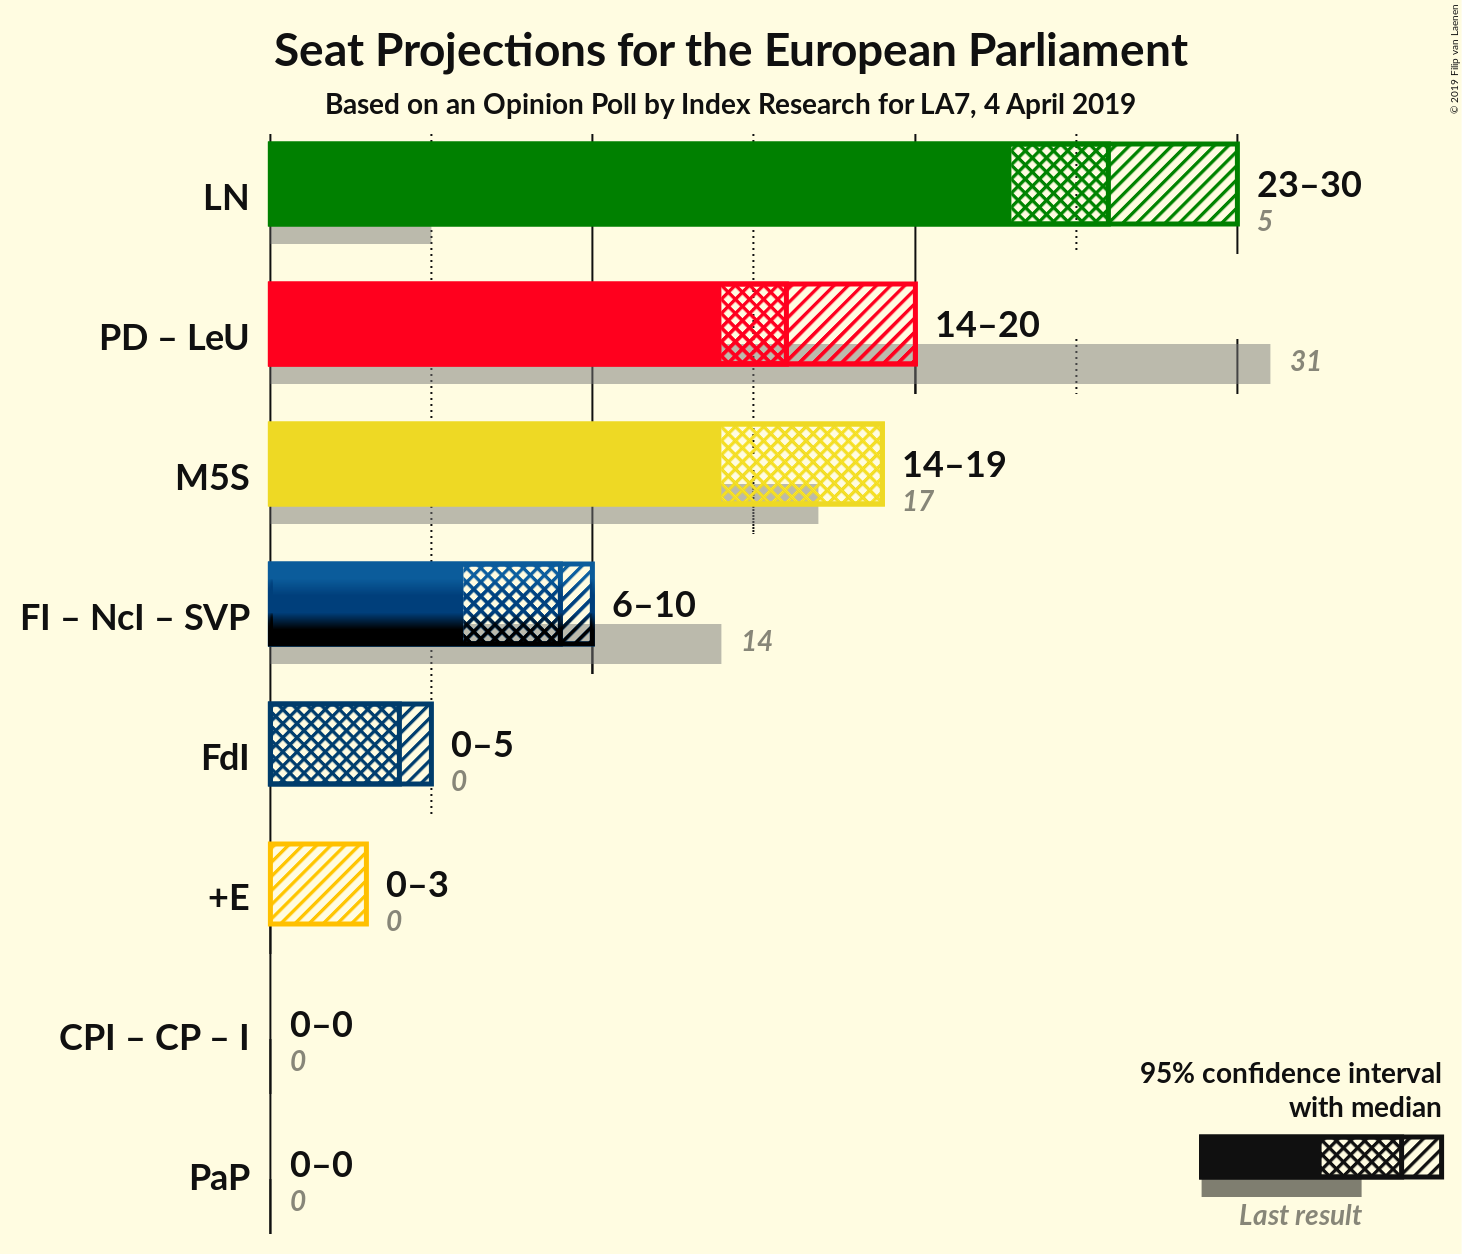 Seat Projections for the European Parliament
Based on an Opinion Poll by Index Research for LA7, 4 April 2019
© 2019 Filip van Laenen
LN
23–30
5
PD – LeU
14–20
31
M5S
14–19
17
FI – NcI – SVP
6–10
14
FdI
0–5
0
+E
0–3
0
CPI – CP – I
0–0
0
PaP
0–0
0
95% confidence interval
with median
Last result